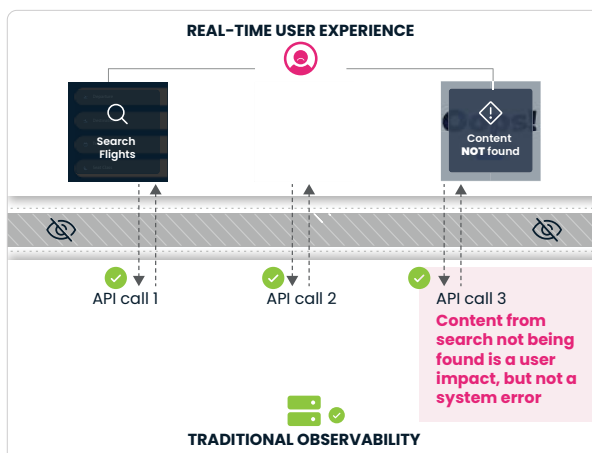 REAL-TIME USER EXPERIENCE
Search
Flights
Oops!
Content
NOT found
API call 1
API call 2
API call 3
Content from
search not being
found is a user
impact, but not a
system error
TRADITIONAL OBSERVABILITY